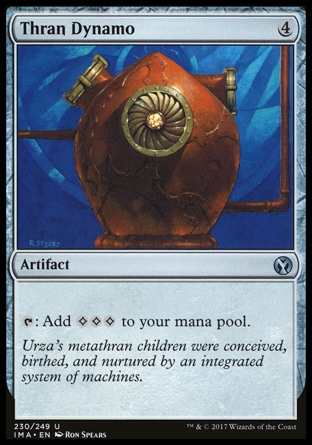 Thran Dynamo 4
R. SPEARS
Artifact
: Add to your mana pool.
Urza's metathran children were conceived,
birthed, and nurtured by an integrated
system of machines.
230/249 U
IMA • EN Ron Spears
™ & © 2017 Wizards of the Coast